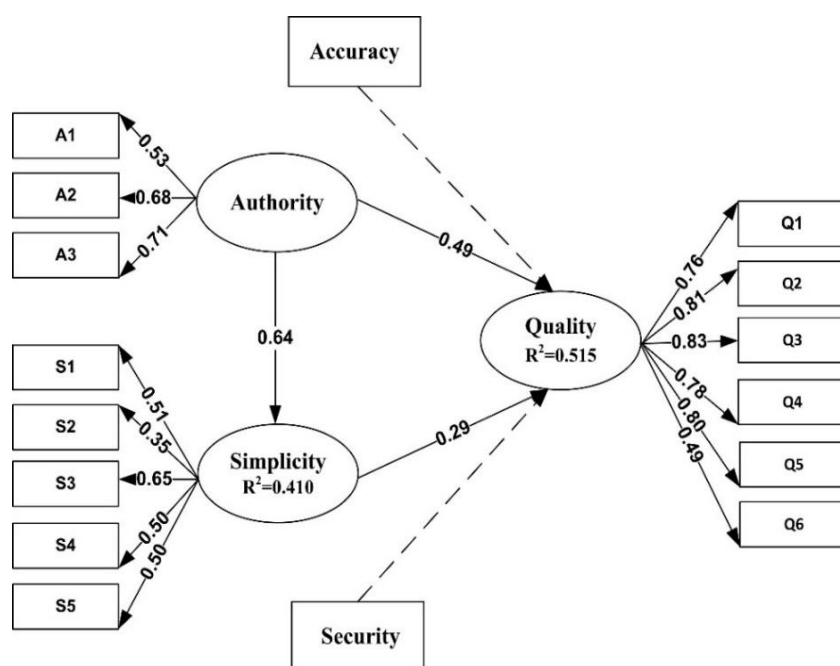 Accuracy
A1
A2
A3
0.53
0.68
0.71
Authority
0.49
0.64
Quality
R²=0.515
0.76
0.81
0.83
0.78
0.80
0.49
Q1
Q2
Q3
Q4
Q5
Q6
S1
S2
S3
S4
S5
0.51
0.35
0.65
0.50
0.50
Simplicity
R²=0.410
0.29
Security